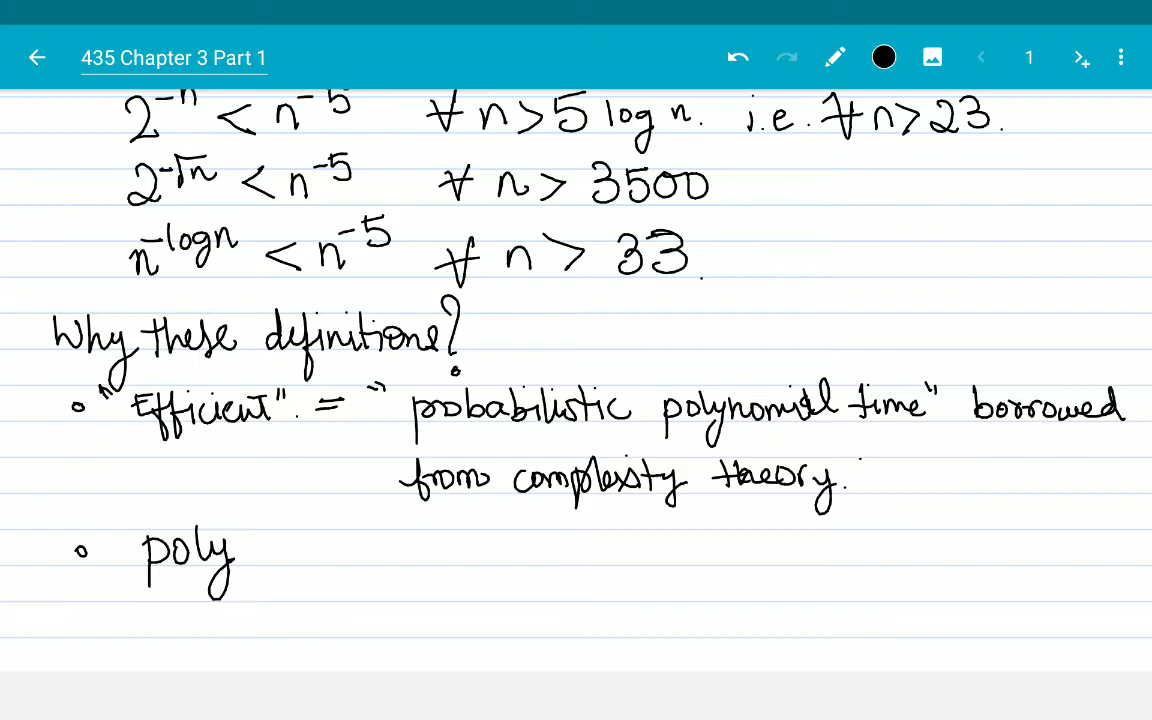 435 Chapter 3 Part 1
1
2^{-n} < n^{-5} ∀ n > 5 log n. i.e. ∀ n > 23.
2^{-√n} < n^{-5} ∀ n > 3500
n^{-log n} < n^{-5} ∀ n > 33.
Why these definitions?
• "Efficient" = "probabilistic polynomial time" borrowed
from complexity theory.
• poly